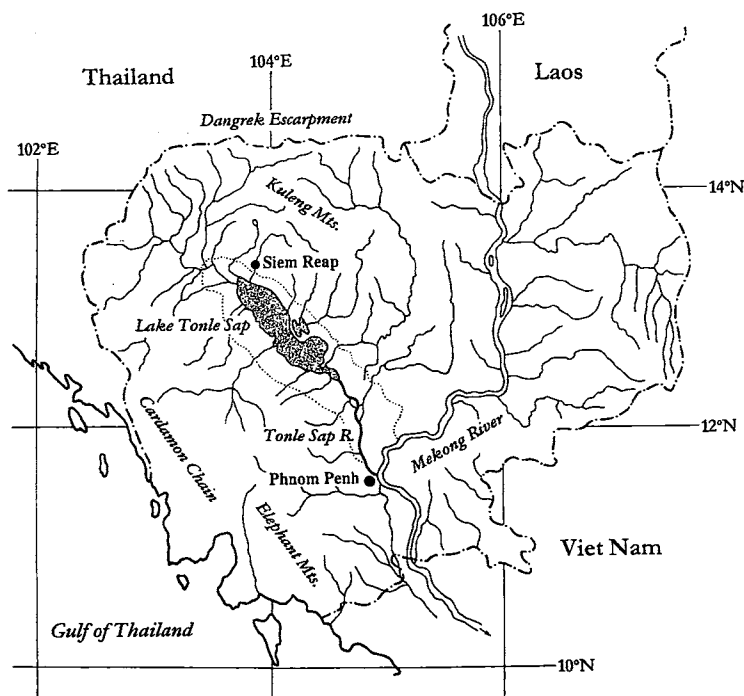 106°E
104°E
Thailand
Laos
Dangrek Escarpment
102°E
14°N
Kuleng Mts.
Siem Reap
Lake Tonle Sap
Cardamon Chain
Tonle Sap R.
Mekong River
12°N
Phnom Penh
Elephant Mts.
Viet Nam
Gulf of Thailand
10°N